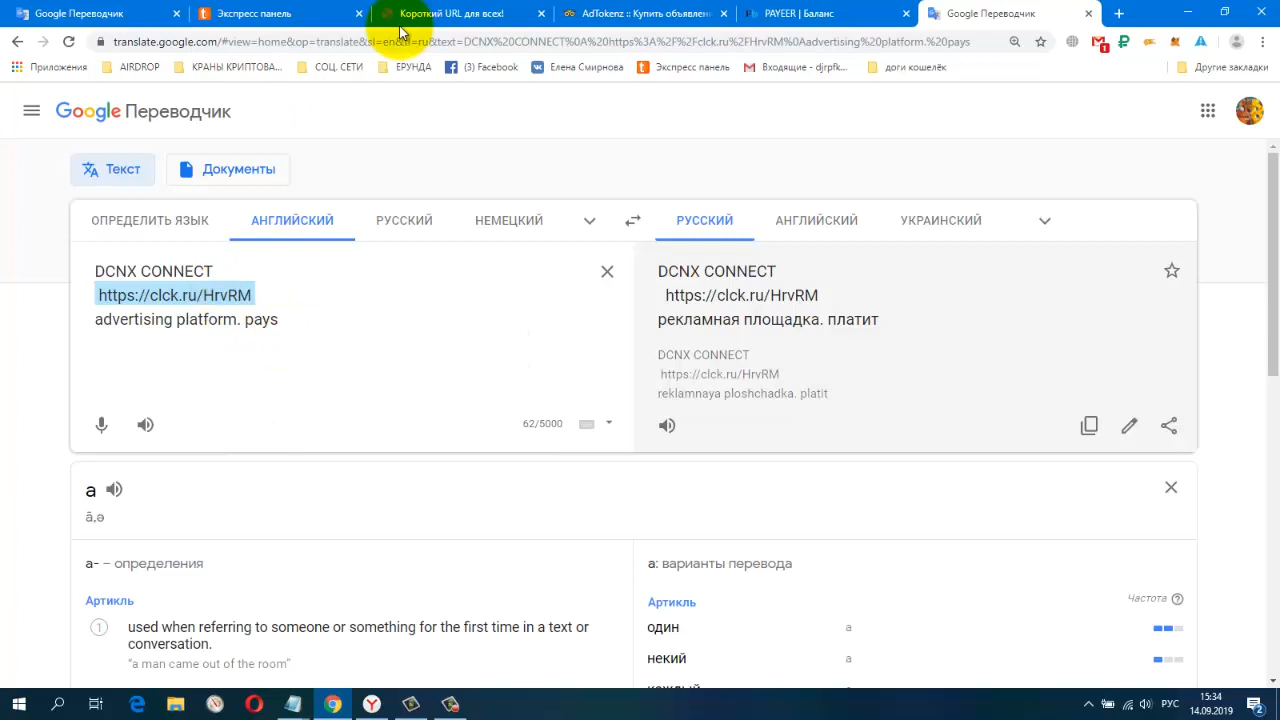 Google Переводчик
Экспресс панель
Короткий URL для всех!
AdTokenz :: Купить объявлен
PAYEER | Баланс
Google Переводчик
translate.google.com/#view=home&op=translate&sl=en&tl=ru&text=DCNX%20CONNECT%0A%20https%3A%2F%2Fclck.ru%2FHrvRM%0Aadvertising%20platform.%20pays
Приложения
AIRDROP
КРАНЫ КРИПТОВА...
СОЦ. СЕТИ
ЕРУНДА
(3) Facebook
Елена Смирнова
Экспресс панель
Входящие - djrpfk...
доги кошелёк
Другие закладки
Google Переводчик
Текст
Документы
ОПРЕДЕЛИТЬ ЯЗЫК
АНГЛИЙСКИЙ
РУССКИЙ
НЕМЕЦКИЙ
РУССКИЙ
АНГЛИЙСКИЙ
УКРАИНСКИЙ
DCNX CONNECT
https://clck.ru/HrvRM
advertising platform. pays
62/5000
DCNX CONNECT
https://clck.ru/HrvRM
рекламная площадка. платит
DCNX CONNECT
https://clck.ru/HrvRM
reklamnaya ploshchadka. platit
a
ā,ə
a- – определения
Артикль
1
used when referring to someone or something for the first time in a text or
conversation.
"a man came out of the room"
a: варианты перевода
Артикль
Частота
один
a
некий
a
РУС
15:34
14.09.2019
2